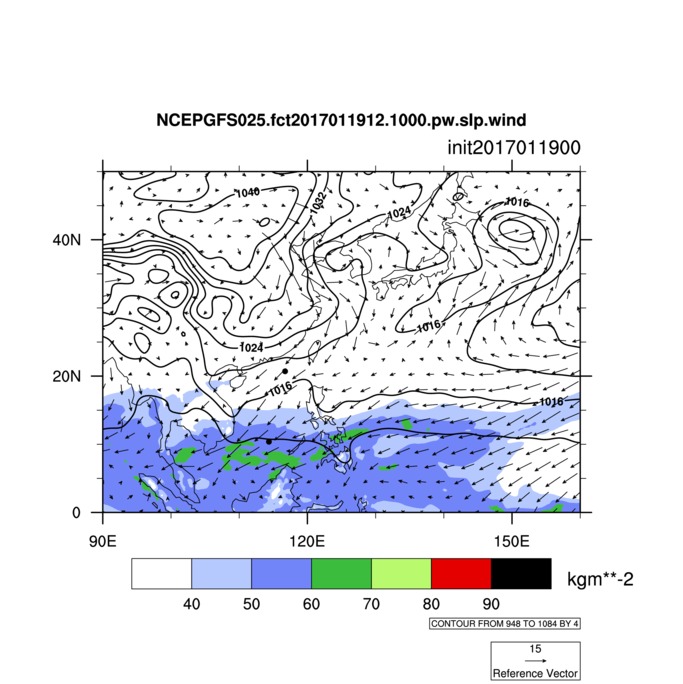 NCEPGFS025.fct2017011912.1000.pw.slp.wind
init2017011900
1040
1032
1016
1024
40N
1016
1024
20N
1016
1016
0
90E 120E 150E
40 50 60 70 80 90
kgm**-2
CONTOUR FROM 948 TO 1084 BY 4
15
Reference Vector